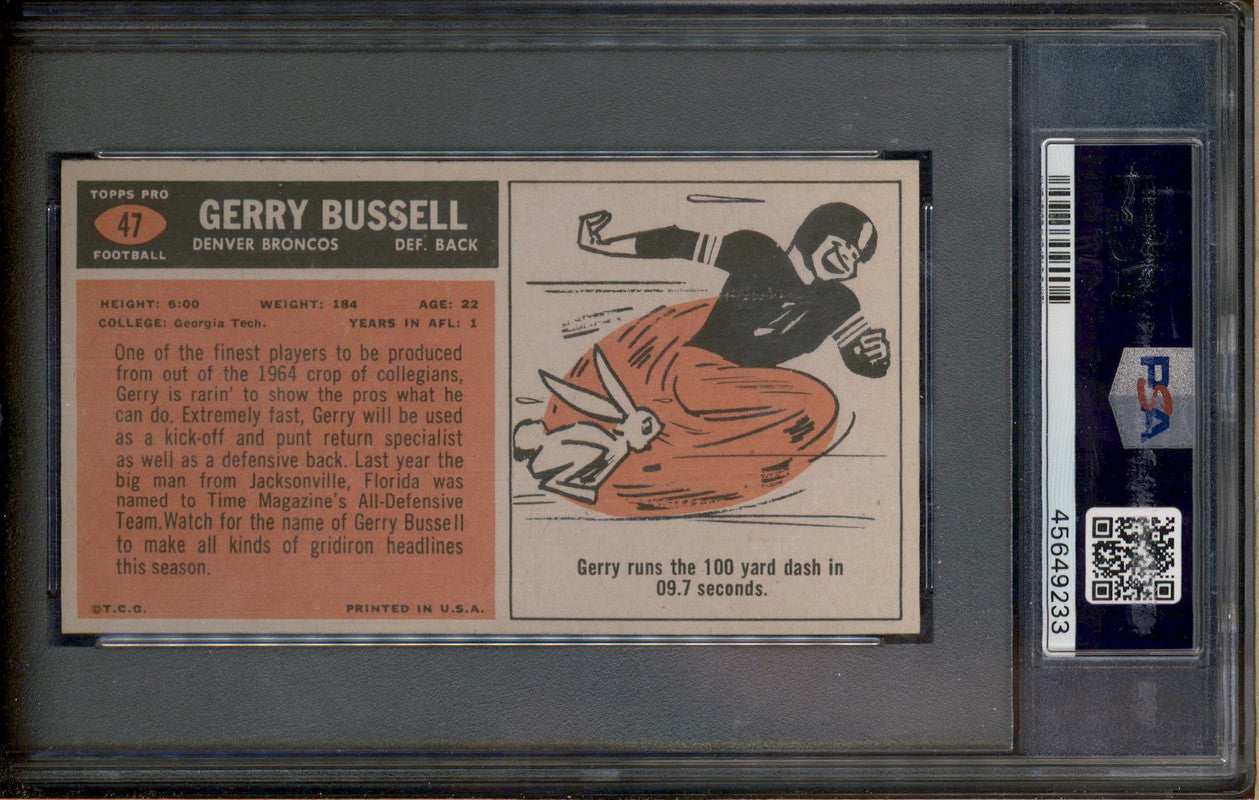 TOPPS PRO
47
FOOTBALL
GERRY BUSSELL
DENVER BRONCOS DEF. BACK
HEIGHT: 6:00 WEIGHT: 184 AGE: 22
COLLEGE: Georgia Tech. YEARS IN AFL: 1
One of the finest players to be produced
from out of the 1964 crop of collegians,
Gerry is rarin' to show the pros what he
can do. Extremely fast, Gerry will be used
as a kick-off and punt return specialist
as well as a defensive back. Last year the
big man from Jacksonville, Florida was
named to Time Magazine's All-Defensive
Team.Watch for the name of Gerry Bussell
to make all kinds of gridiron headlines
this season.
©T.C.G. PRINTED IN U.S.A.
Gerry runs the 100 yard dash in
09.7 seconds.
PSA
45649233